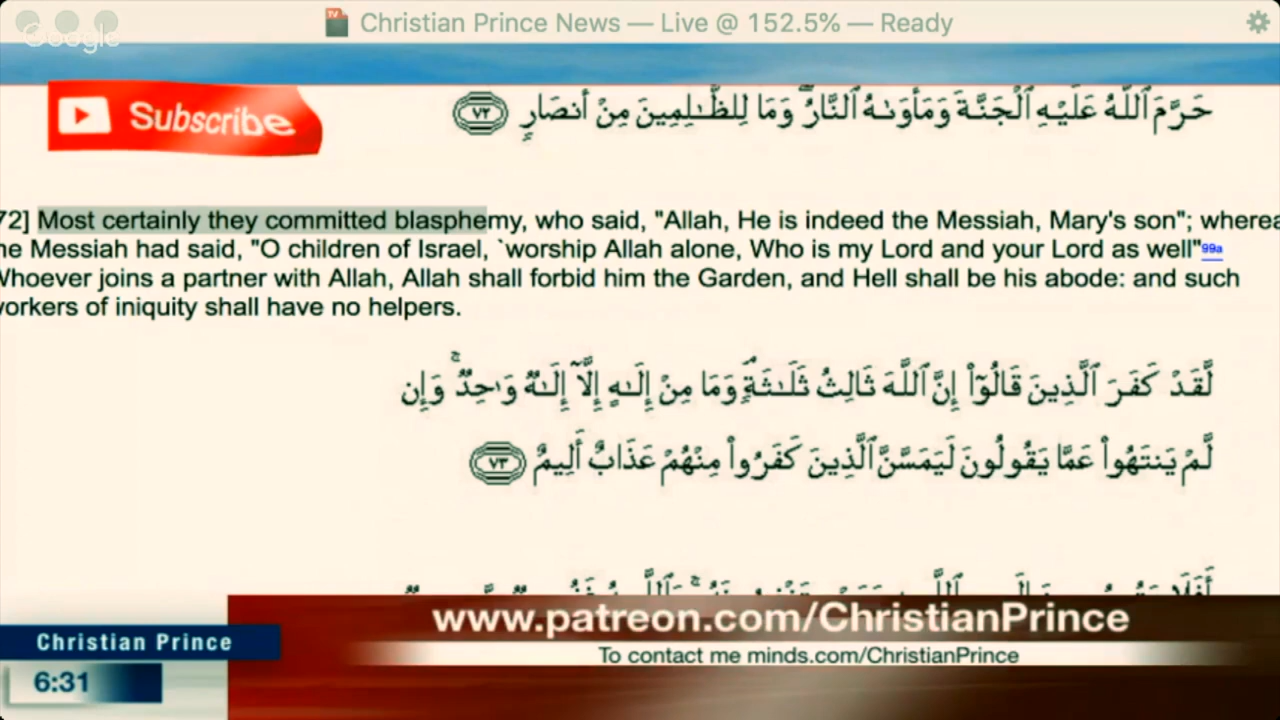 Christian Prince News — Live @ 152.5% — Ready
Google
Subscribe
حَرَّمَ ٱللَّهُ عَلَيْهِ ٱلْجَنَّةَ وَمَأْوَىٰهُ ٱلنَّارُ ۖ وَمَا لِلظَّـٰلِمِينَ مِنْ أَنصَارٍ ٧٢
72] Most certainly they committed blasphemy, who said, "Allah, He is indeed the Messiah, Mary's son"; wherea
he Messiah had said, "O children of Israel, `worship Allah alone, Who is my Lord and your Lord as well"99a
Whoever joins a partner with Allah, Allah shall forbid him the Garden, and Hell shall be his abode: and such
workers of iniquity shall have no helpers.
لَّقَدْ كَفَرَ ٱلَّذِينَ قَالُوٓا۟ إِنَّ ٱللَّهَ ثَالِثُ ثَلَـٰثَةٍ ۘ وَمَا مِنْ إِلَـٰهٍ إِلَّآ إِلَـٰهٌ وَٰحِدٌ ۚ وَإِن
لَّمْ يَنتَهُوا۟ عَمَّا يَقُولُونَ لَيَمَسَّنَّ ٱلَّذِينَ كَفَرُوا۟ مِنْهُمْ عَذَابٌ أَلِيمٌ ٧٣
www.patreon.com/ChristianPrince
To contact me minds.com/ChristianPrince
Christian Prince
6:31